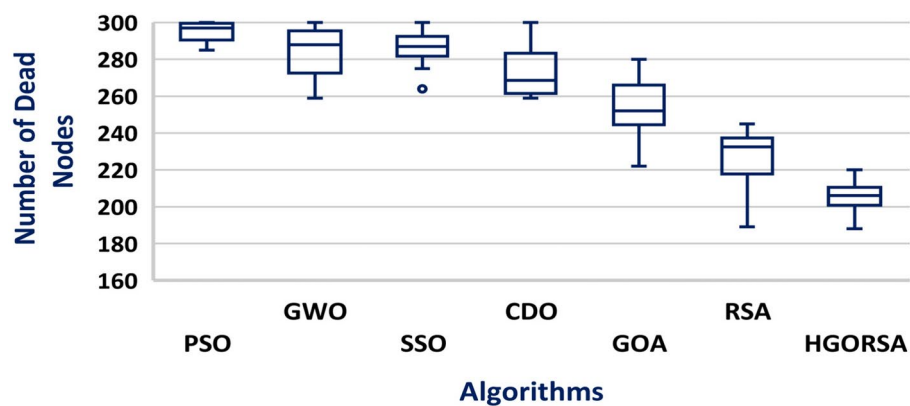 Number of Dead
Nodes
300
280
260
240
220
200
180
160
GWO
CDO
RSA
PSO
SSO
GOA
HGORSA
Algorithms